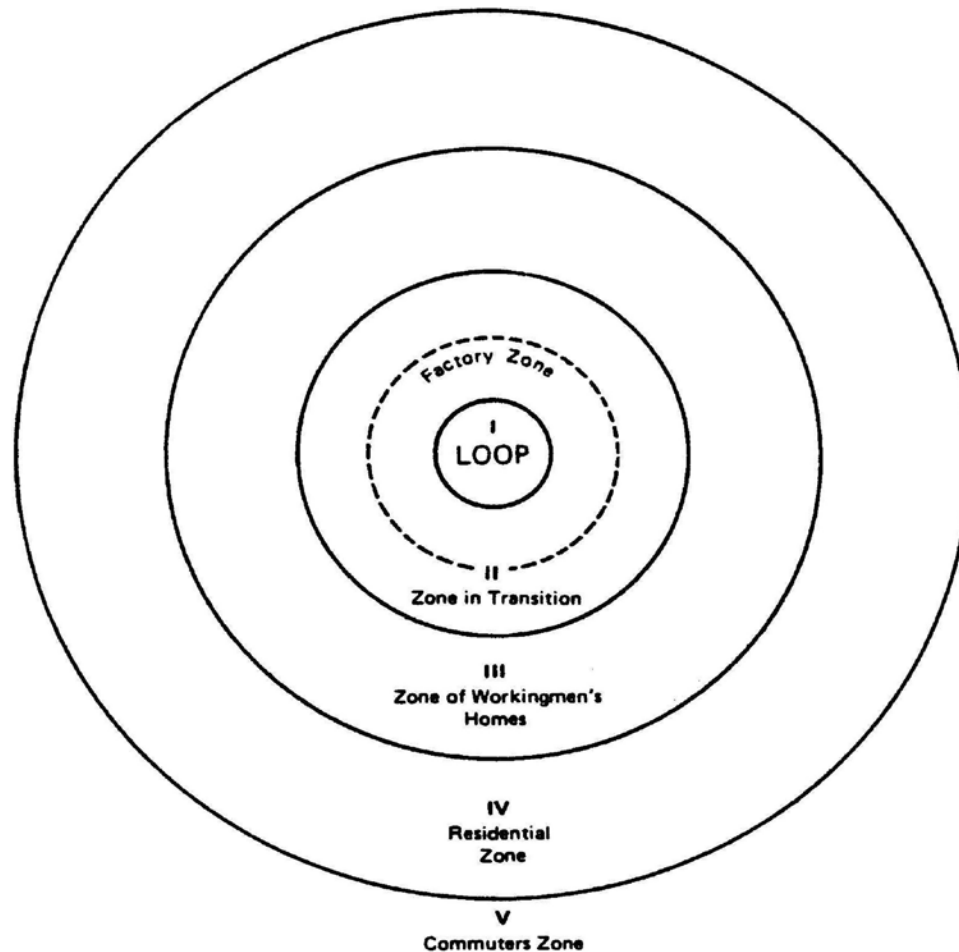 Factory Zone
I
LOOP
II
Zone in Transition
III
Zone of Workingmen's
Homes
IV
Residential
Zone
V
Commuters Zone